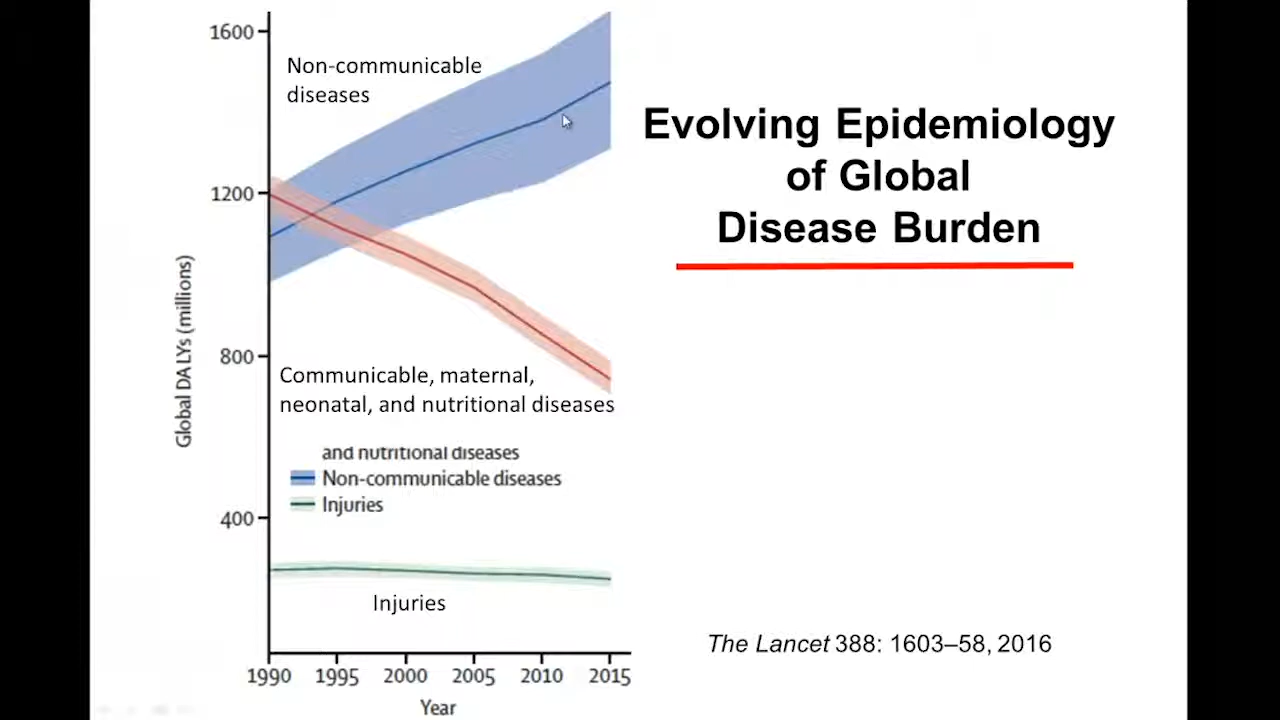 1600
Non-communicable
diseases
1200
800
400
Global DALYs (millions)
Communicable, maternal,
neonatal, and nutritional diseases
and nutritional diseases
Non-communicable diseases
Injuries
Injuries
1990 1995 2000 2005 2010 2015
Year
Evolving Epidemiology
of Global
Disease Burden
The Lancet 388: 1603–58, 2016